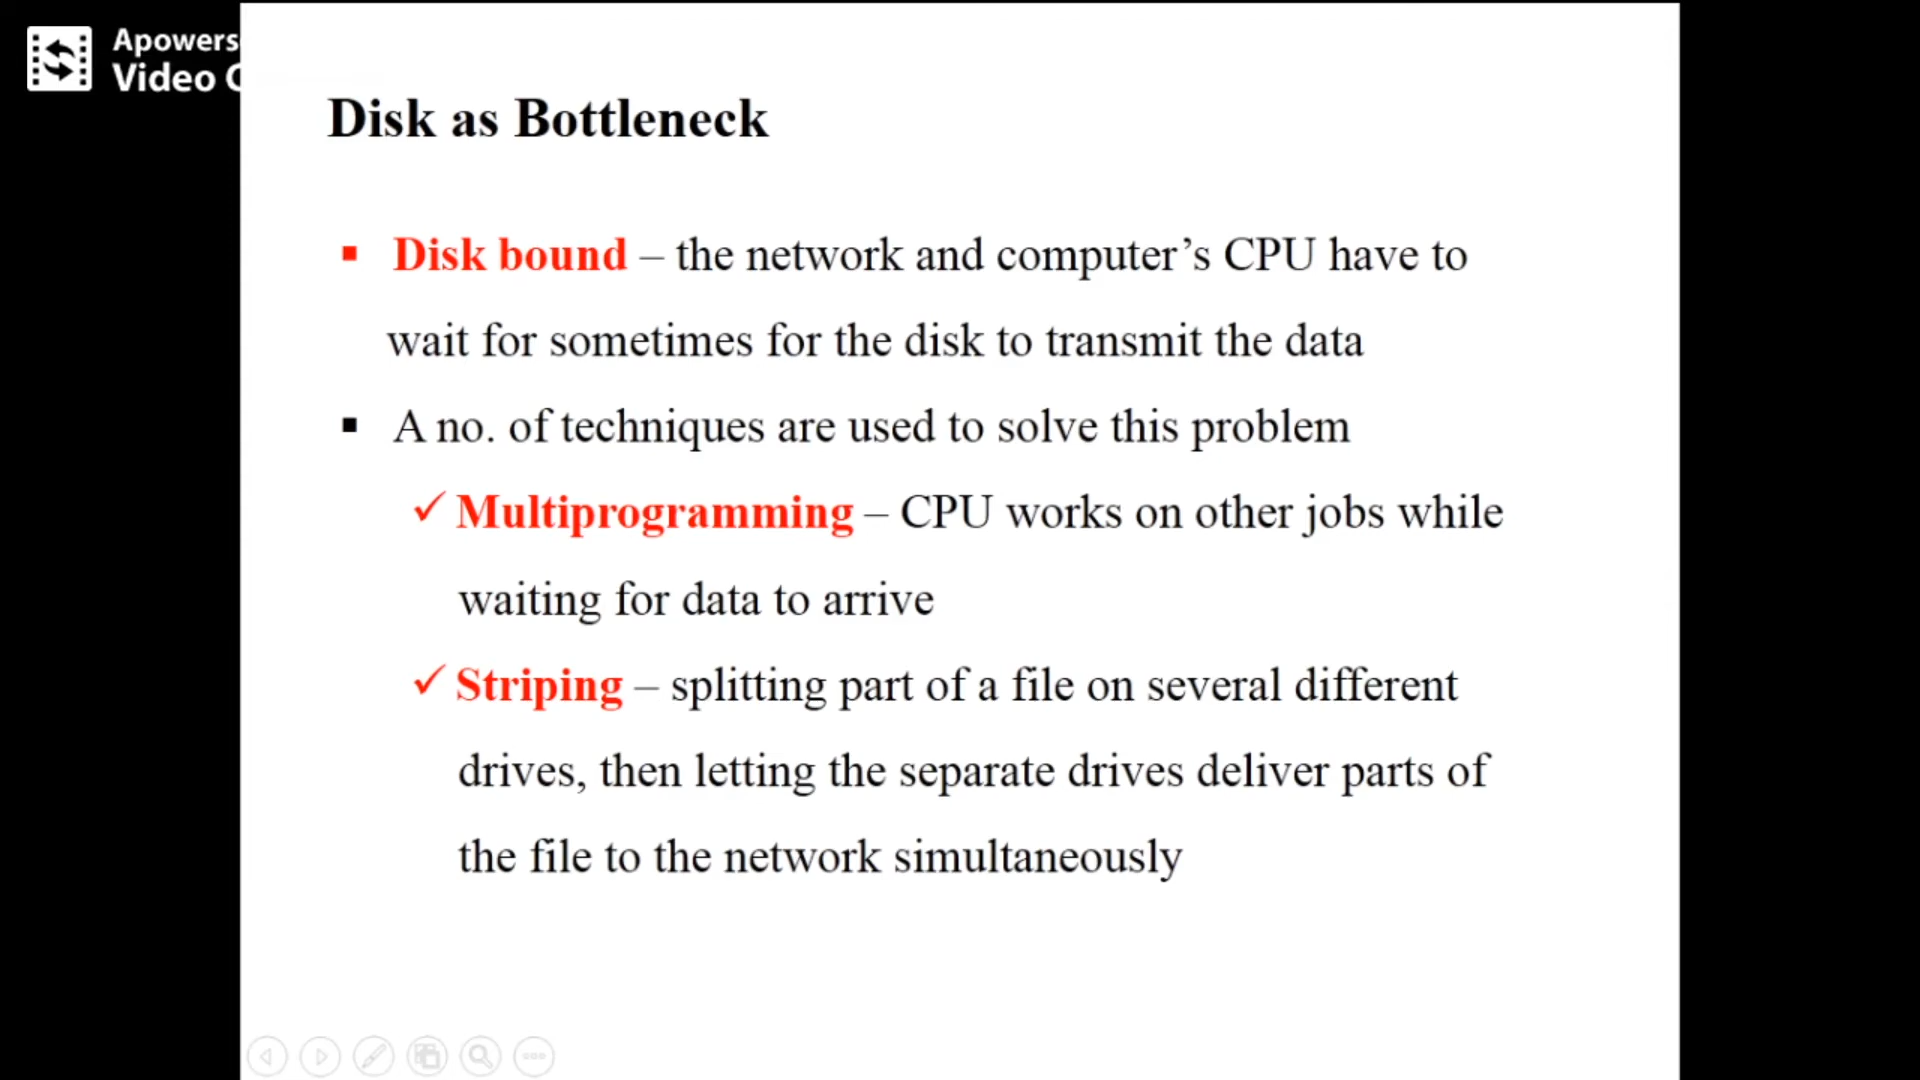 Apowers
Video C
Disk as Bottleneck
▪ Disk bound – the network and computer’s CPU have to
wait for sometimes for the disk to transmit the data
▪ A no. of techniques are used to solve this problem
✓ Multiprogramming – CPU works on other jobs while
waiting for data to arrive
✓ Striping – splitting part of a file on several different
drives, then letting the separate drives deliver parts of
the file to the network simultaneously